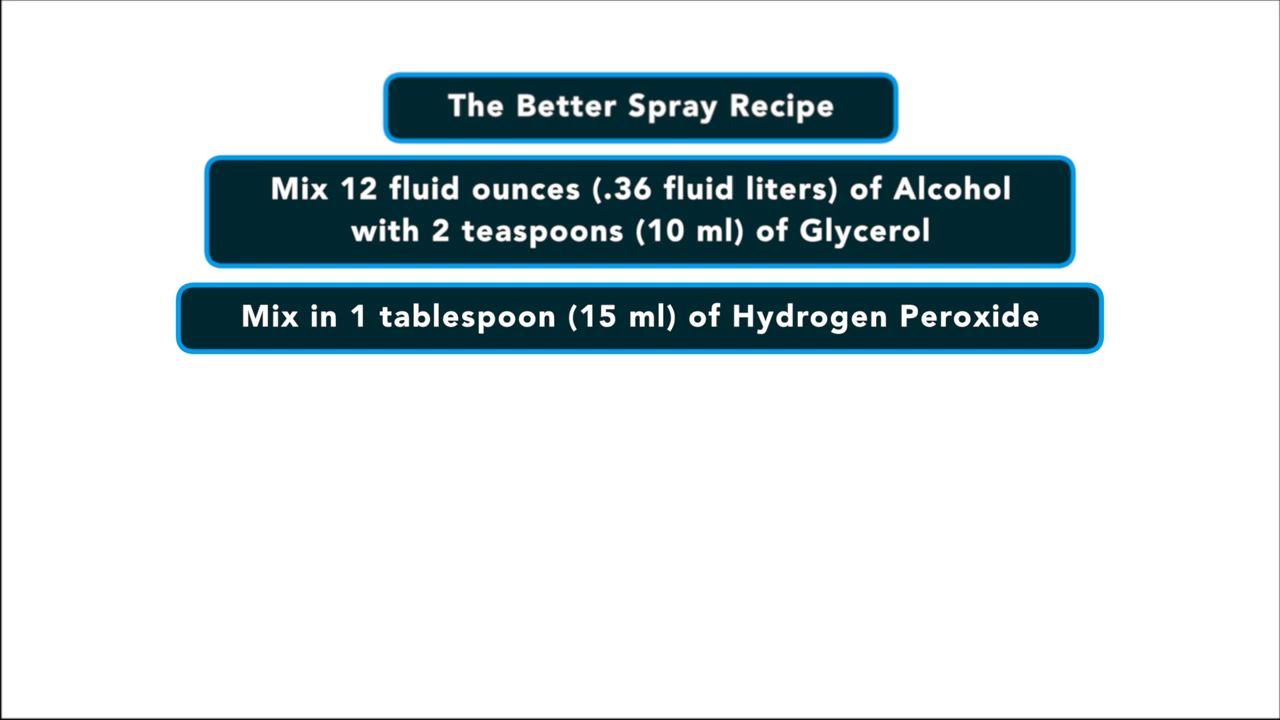 The Better Spray Recipe
Mix 12 fluid ounces (.36 fluid liters) of Alcohol
with 2 teaspoons (10 ml) of Glycerol
Mix in 1 tablespoon (15 ml) of Hydrogen Peroxide